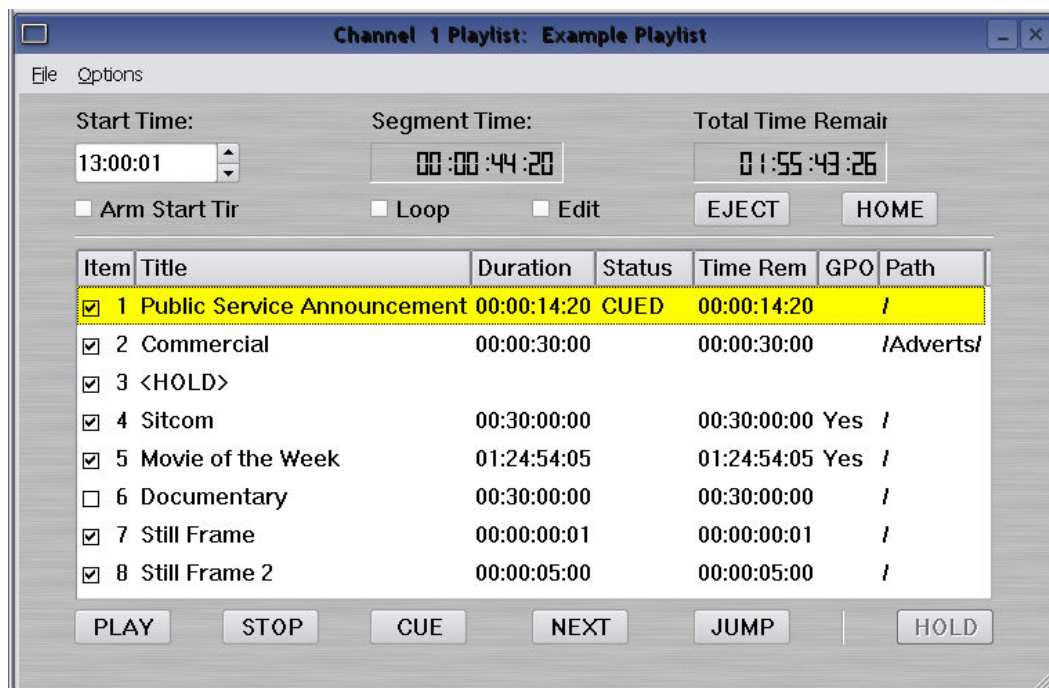 Channel 1 Playlist: Example Playlist
File Options
Start Time: Segment Time: Total Time Remair
13:00:01 00:00:44:20 01:55:43:26
Arm Start Tir Loop Edit EJECT HOME
Item Title Duration Status Time Rem GPO Path
1 Public Service Announcement 00:00:14:20 CUED 00:00:14:20 /
2 Commercial 00:00:30:00 00:00:30:00 /Adverts/
3 <HOLD>
4 Sitcom 00:30:00:00 00:30:00:00 Yes /
5 Movie of the Week 01:24:54:05 01:24:54:05 Yes /
6 Documentary 00:30:00:00 00:30:00:00 /
7 Still Frame 00:00:00:01 00:00:00:01 /
8 Still Frame 2 00:00:05:00 00:00:05:00 /
PLAY STOP CUE NEXT JUMP HOLD